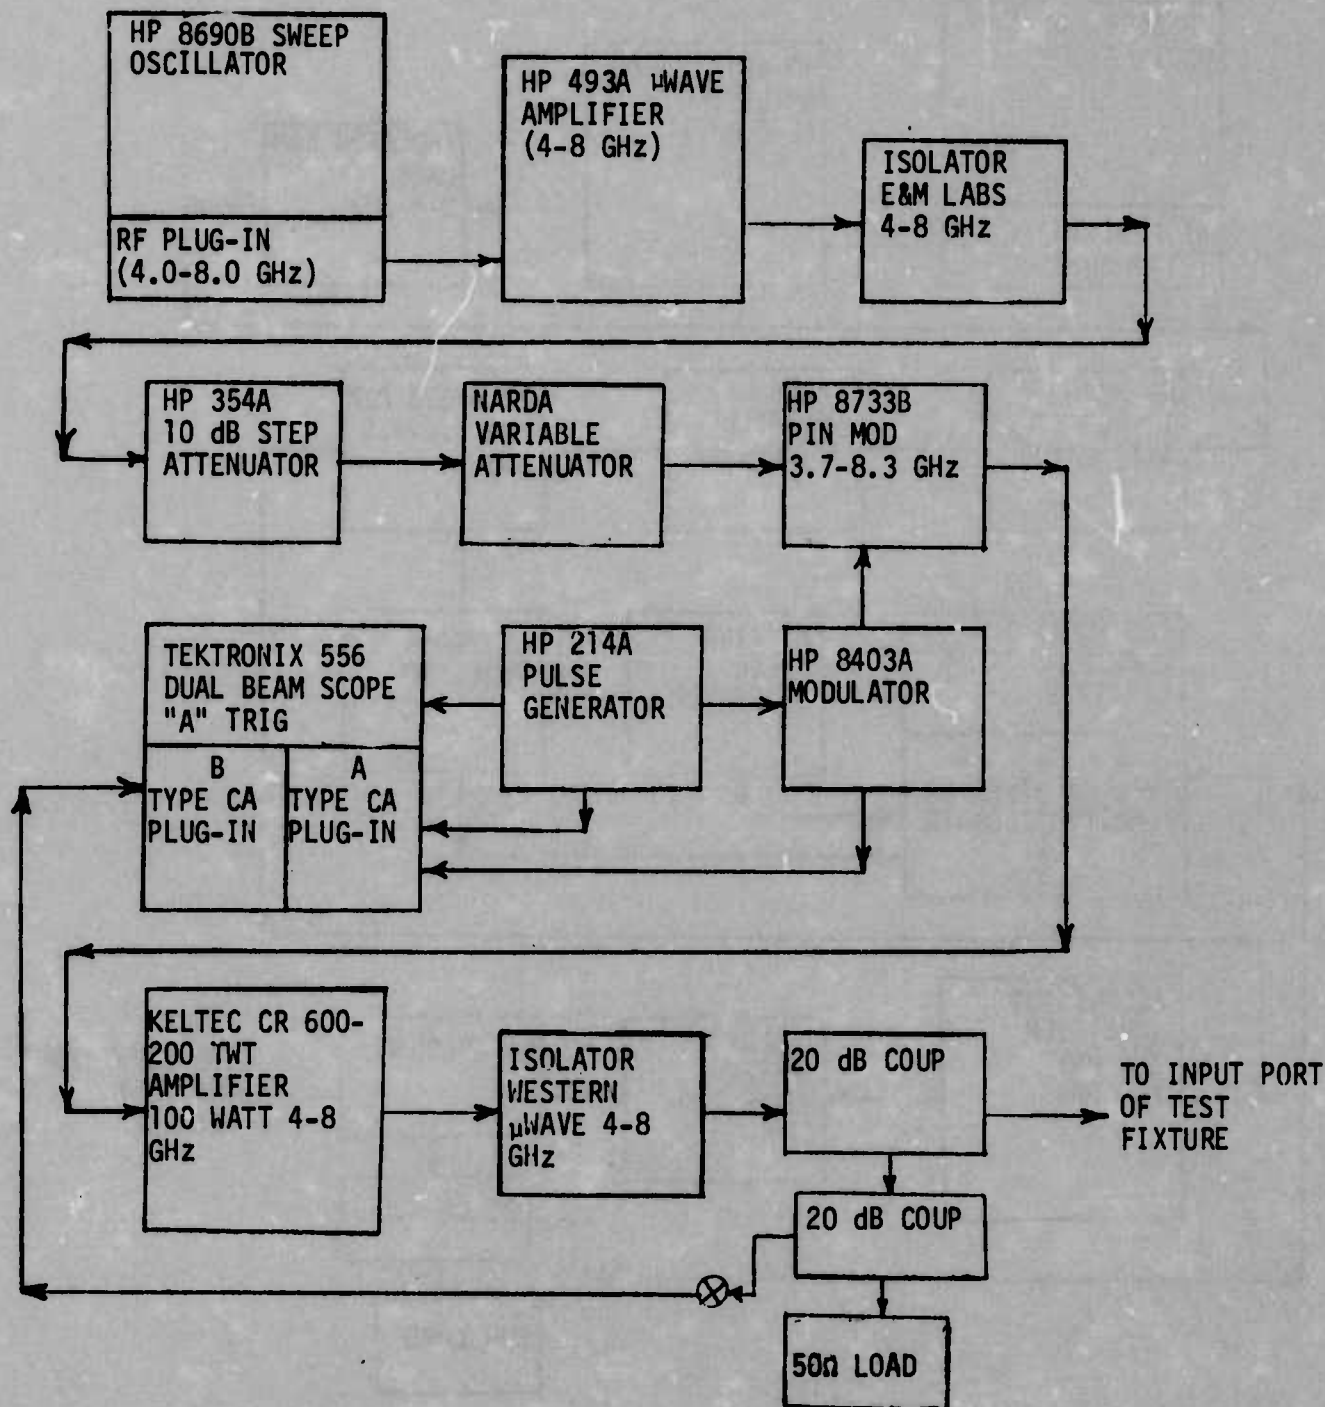 HP 8690B SWEEP
OSCILLATOR
RF PLUG-IN
(4.0-8.0 GHz)
HP 493A μWAVE
AMPLIFIER
(4-8 GHz)
ISOLATOR
E&M LABS
4-8 GHz
HP 354A
10 dB STEP
ATTENUATOR
NARDA
VARIABLE
ATTENUATOR
HP 8733B
PIN MOD
3.7-8.3 GHz
TEKTRONIX 556
DUAL BEAM SCOPE
"A" TRIG
B
TYPE CA
PLUG-IN
A
TYPE CA
PLUG-IN
HP 214A
PULSE
GENERATOR
HP 8403A
MODULATOR
KELTEC CR 600-
200 TWT
AMPLIFIER
100 WATT 4-8
GHz
ISOLATOR
WESTERN
μWAVE 4-8
GHz
20 dB COUP
TO INPUT PORT
OF TEST
FIXTURE
20 dB COUP
50Ω LOAD